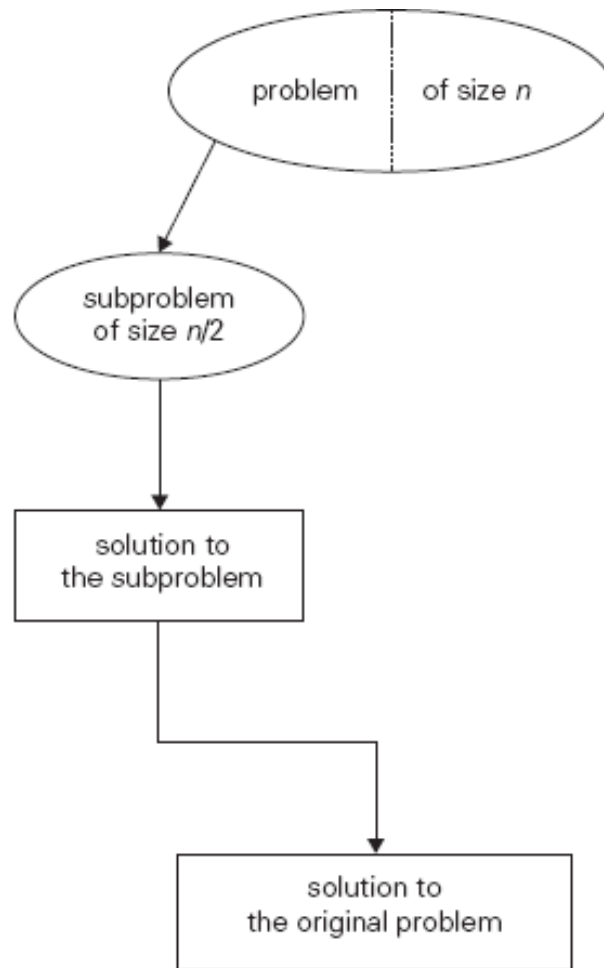 problem of size n
subproblem
of size n/2
solution to
the subproblem
solution to
the original problem